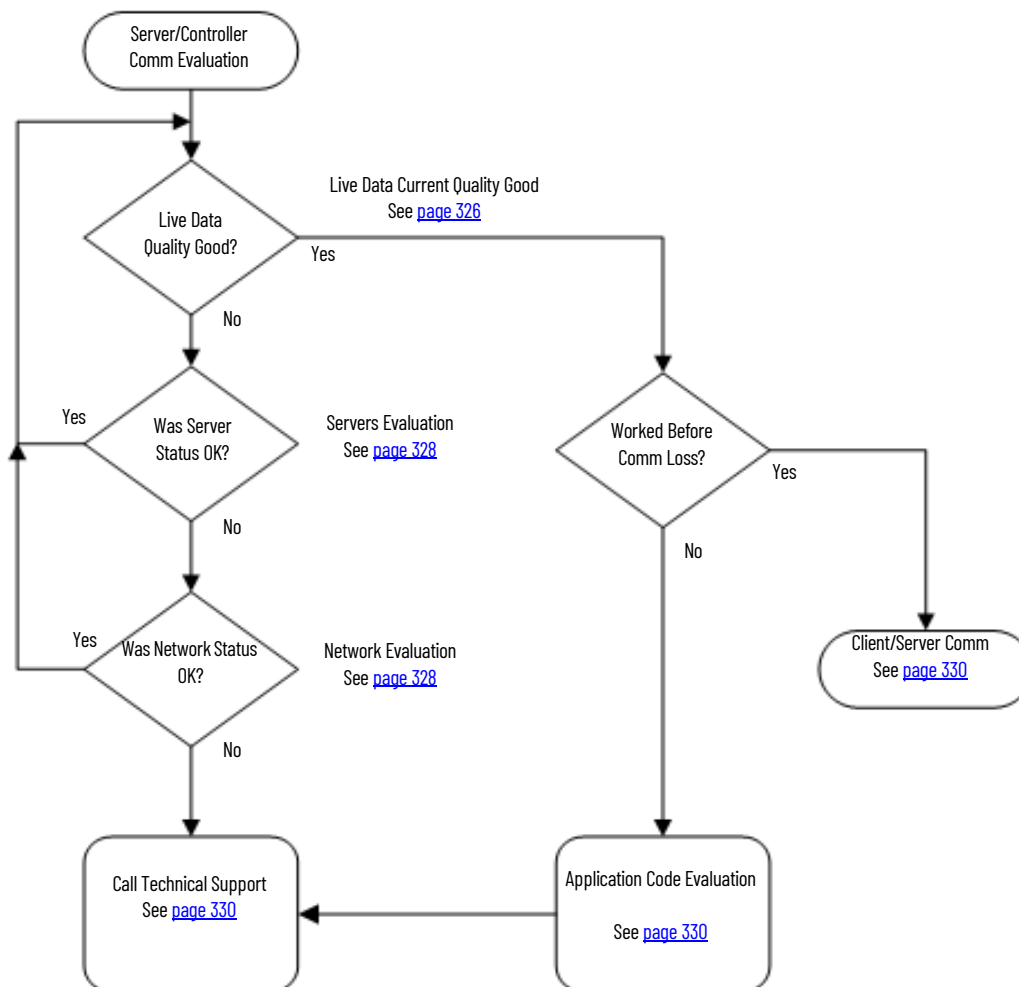 Server/Controller
Comm Evaluation
Live Data Current Quality Good
See page 326
Live Data
Quality Good?
Yes
No
Yes
Was Server
Status OK?
Servers Evaluation
See page 328
Worked Before
Comm Loss?
Yes
No
No
Yes
Was Network Status
OK?
Network Evaluation
See page 328
Client/Server Comm
See page 330
No
Call Technical Support
See page 330
Application Code Evaluation
See page 330